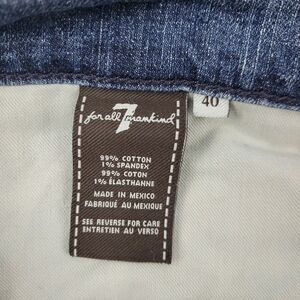 40
for all 7 mankind
99% COTTON
1% SPANDEX
99% COTON
1% ÉLASTHANNE
MADE IN MEXICO
FABRIQUÉ AU MEXIQUE
SEE REVERSE FOR CARE
ENTRETIEN AU VERSO